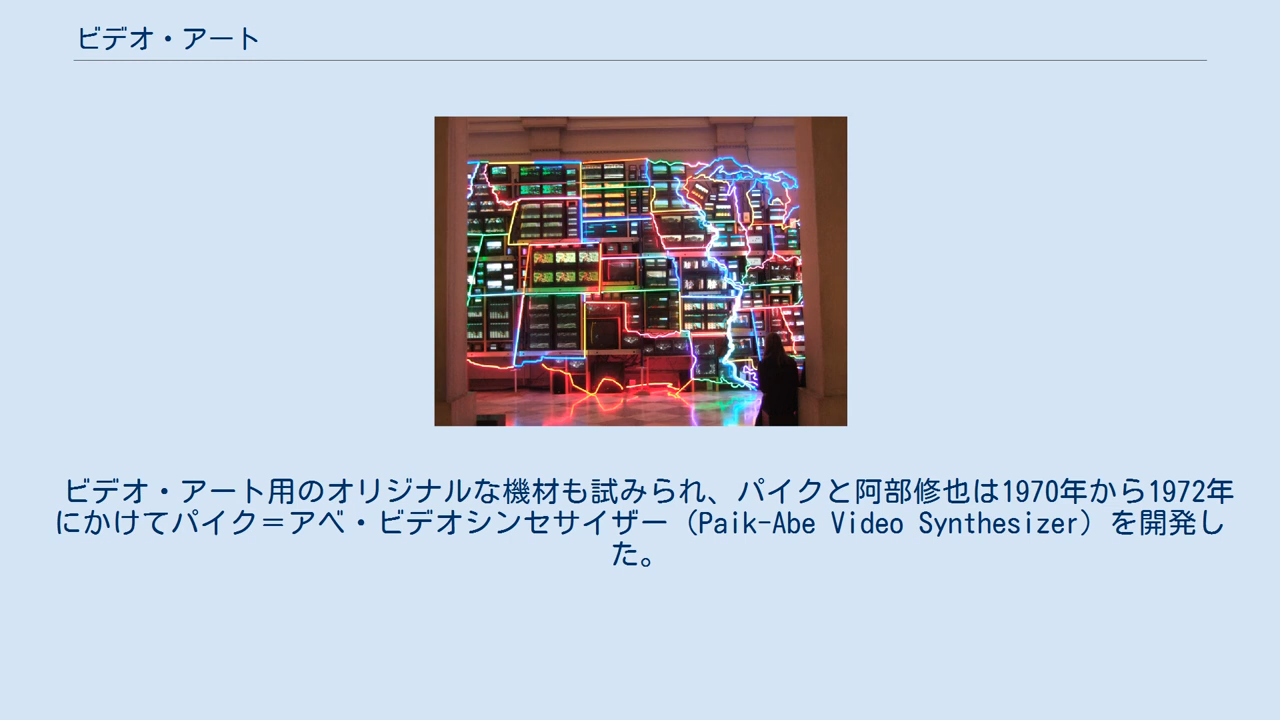 ビデオ・アート
ビデオ・アート用のオリジナルな機材も試みられ、パイクと阿部修也は1970年から1972年
にかけてパイク＝アベ・ビデオシンセサイザー（Paik-Abe Video Synthesizer）を開発し
た。